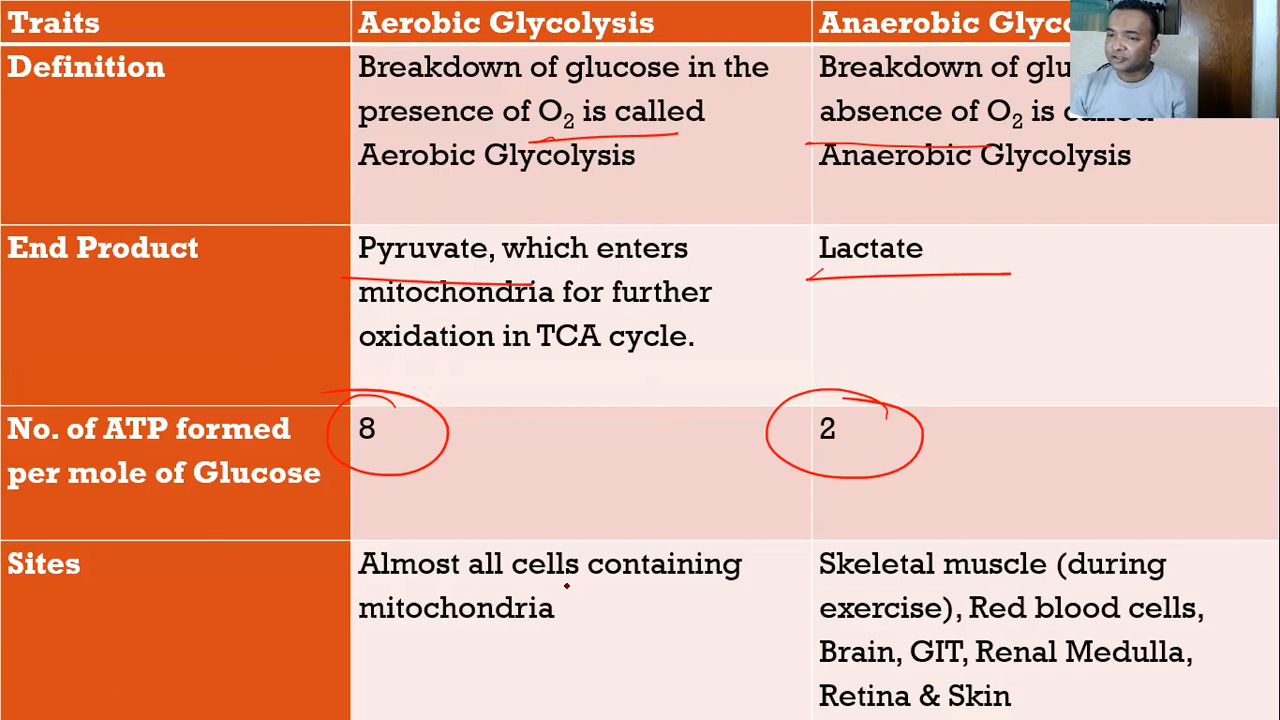 Traits
Aerobic Glycolysis
Anaerobic
Definition
Breakdown of glucose in the
presence of O₂ is called
Aerobic Glycolysis
Breakdown of
absence of O₂ is
Anaerobic Glycolysis
End Product
Pyruvate, which enters
mitochondria for further
oxidation in TCA cycle.
Lactate
No. of ATP formed
per mole of Glucose
8
2
Sites
Almost all cells containing
mitochondria
Skeletal muscle (during
exercise), Red blood cells,
Brain, GIT, Renal Medulla,
Retina & Skin